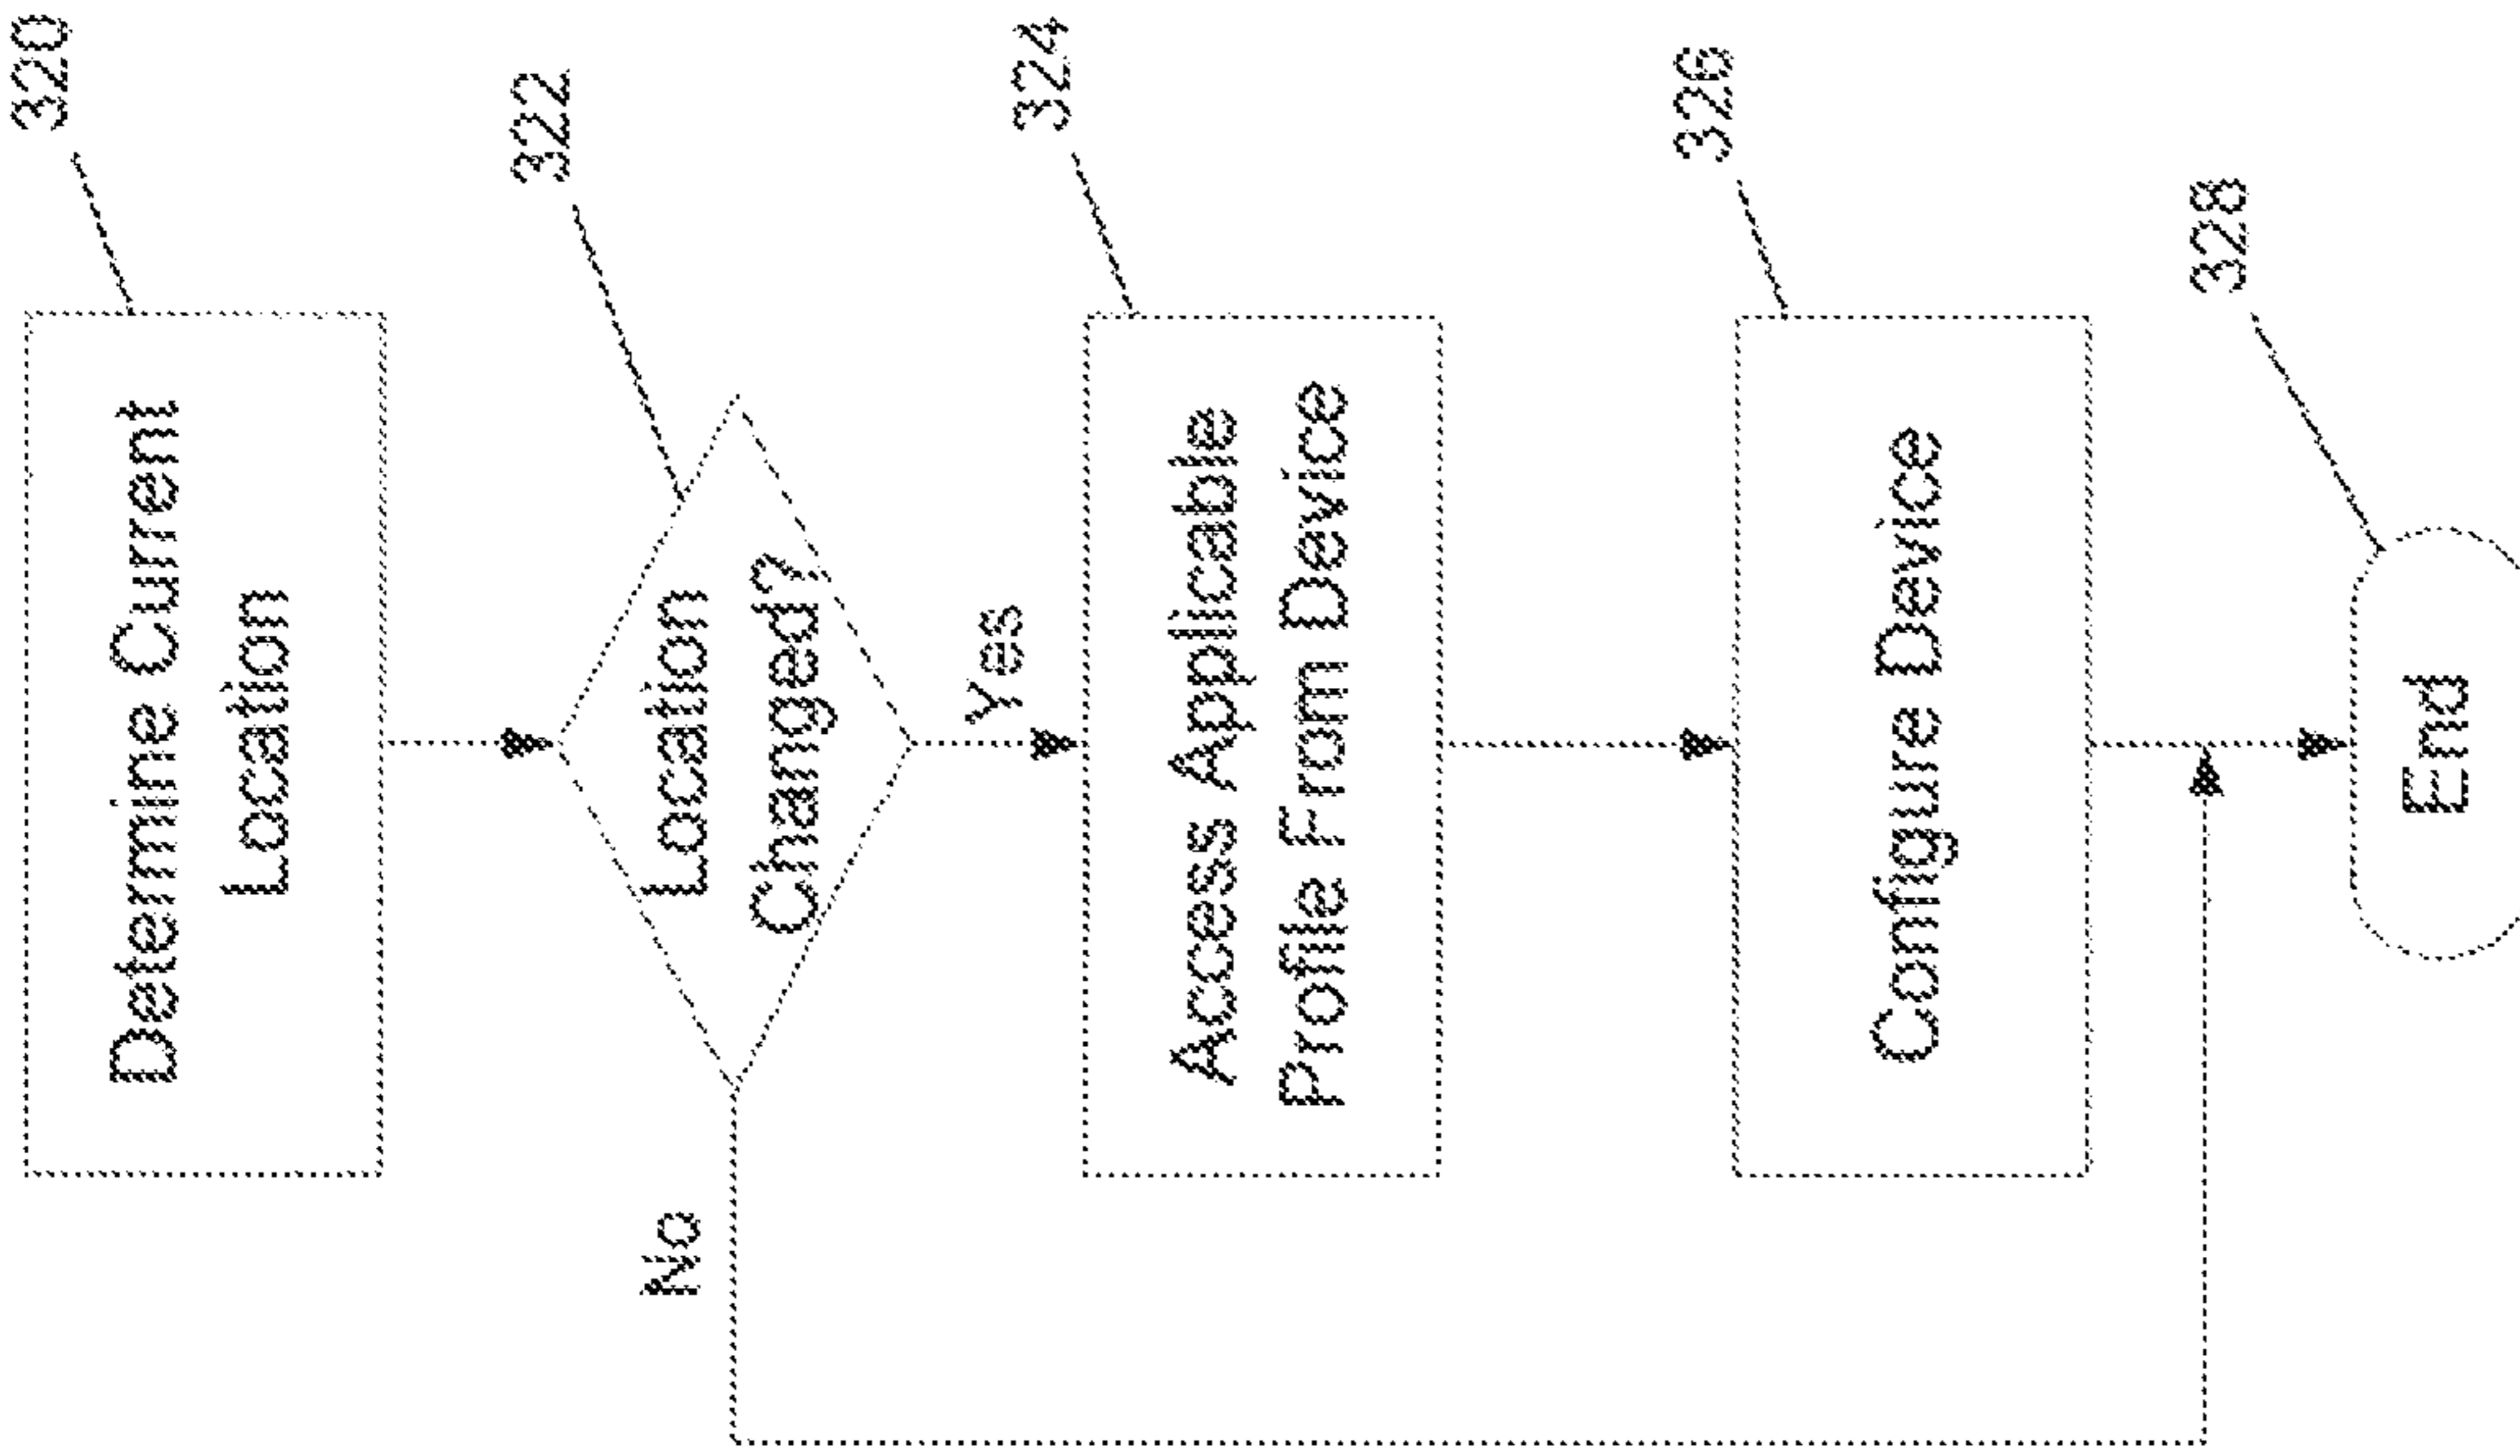 320
Determine Current
Location
322
Location
Changed?
No
Yes
324
Access Applicable
Profile From Device
326
Configure Device
328
End